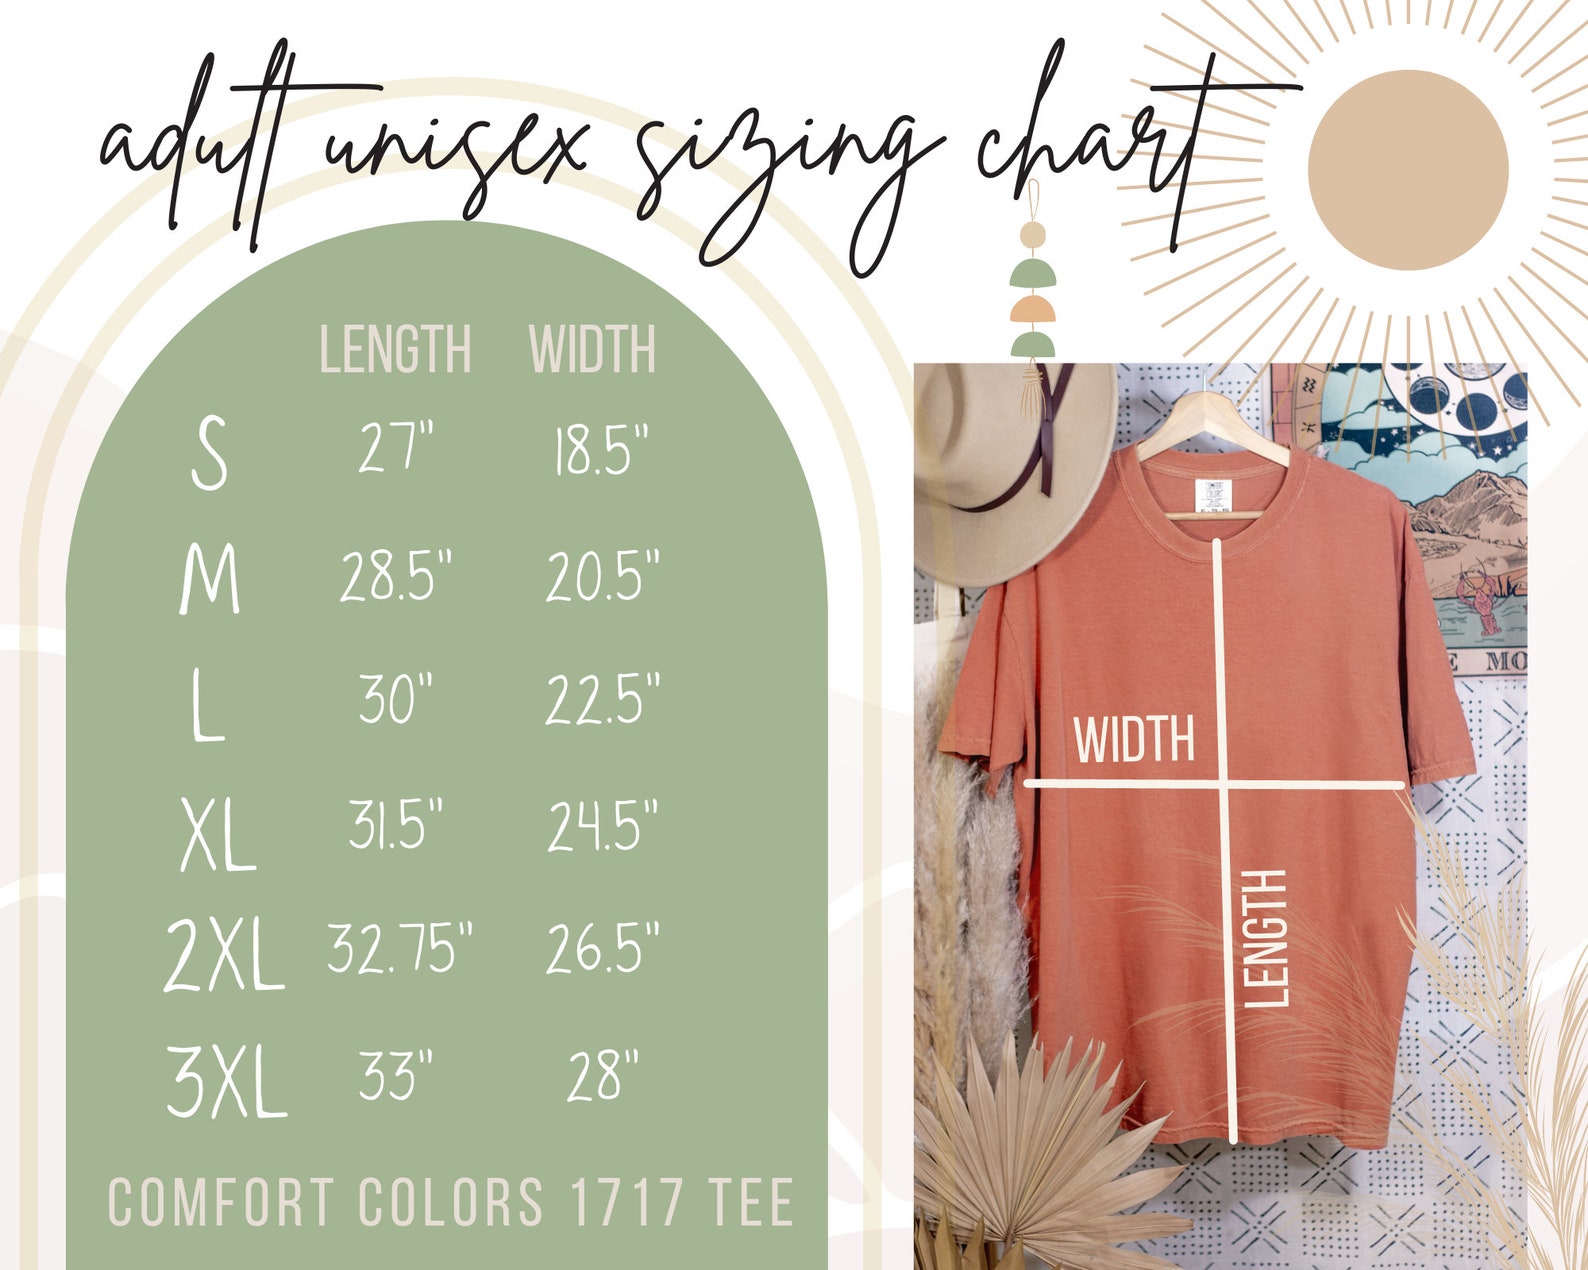 adult unisex sizing chart
LENGTH WIDTH
S 27" 18.5"
M 28.5" 20.5"
L 30" 22.5"
XL 31.5" 24.5"
2XL 32.75" 26.5"
3XL 33" 28"
COMFORT COLORS 1717 TEE
WIDTH
LENGTH
E MO